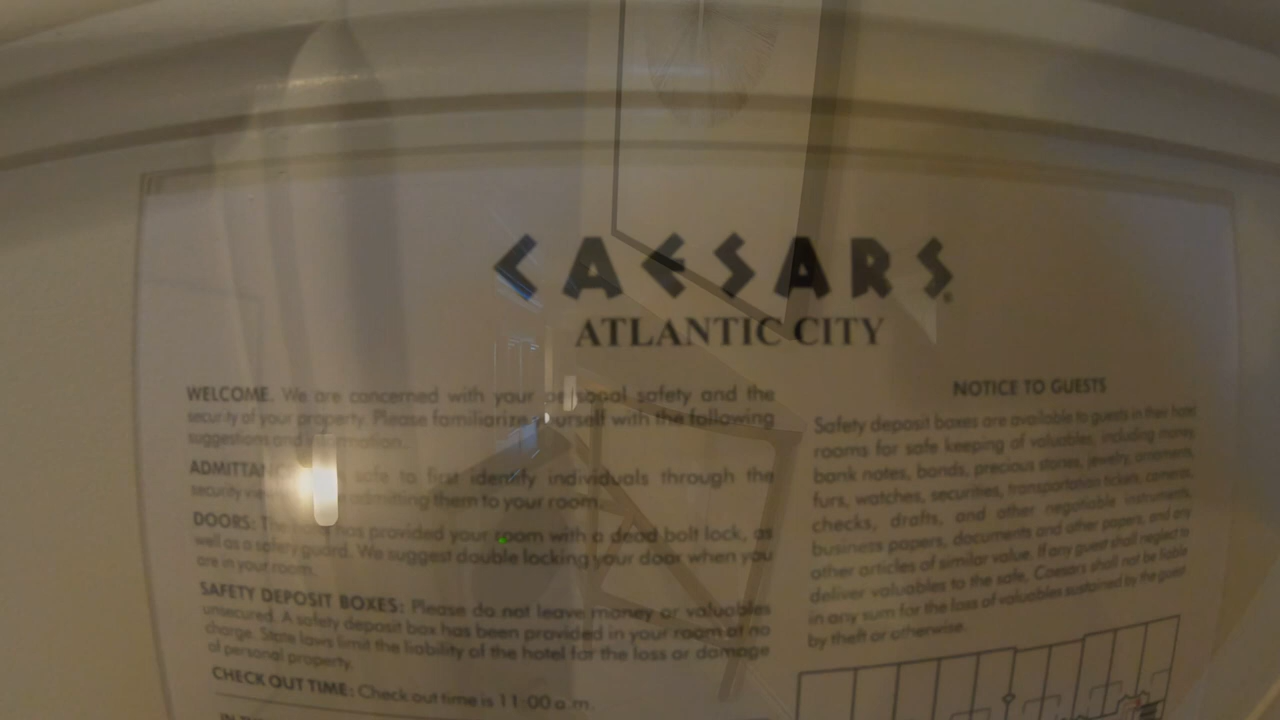 CAESARS®
ATLANTIC CITY
WELCOME. We are concerned with your personal safety and the
security of your property. Please familiarize yourself with the following
suggestions and information.
ADMITTANC safe to first identify individuals through the
security vie admitting them to your room.
DOORS: T has provided your room with a dead bolt lock, as
well as a safety guard. We suggest double locking your door when you
are in your room.
SAFETY DEPOSIT BOXES: Please do not leave money or valuables
unsecured. A safety deposit box has been provided in your room at no
charge. State laws limit the liability of the hotel for the loss or damage
of personal property.
CHECK OUT TIME: Check out time is 11:00 a.m.
NOTICE TO GUESTS
Safety deposit boxes are available to guests in their hotel
rooms for safe keeping of valuables, including money,
bank notes, bonds, precious stones, jewelry, ornaments,
furs, watches, securities, transportation tickets, cameras,
checks, drafts, and other negotiable instruments,
business papers, documents and other papers, and any
other articles of similar value. If any guest shall neglect to
deliver valuables to the safe, Caesars shall not be liable
in any sum for the loss of valuables sustained by the guest
by theft or otherwise.